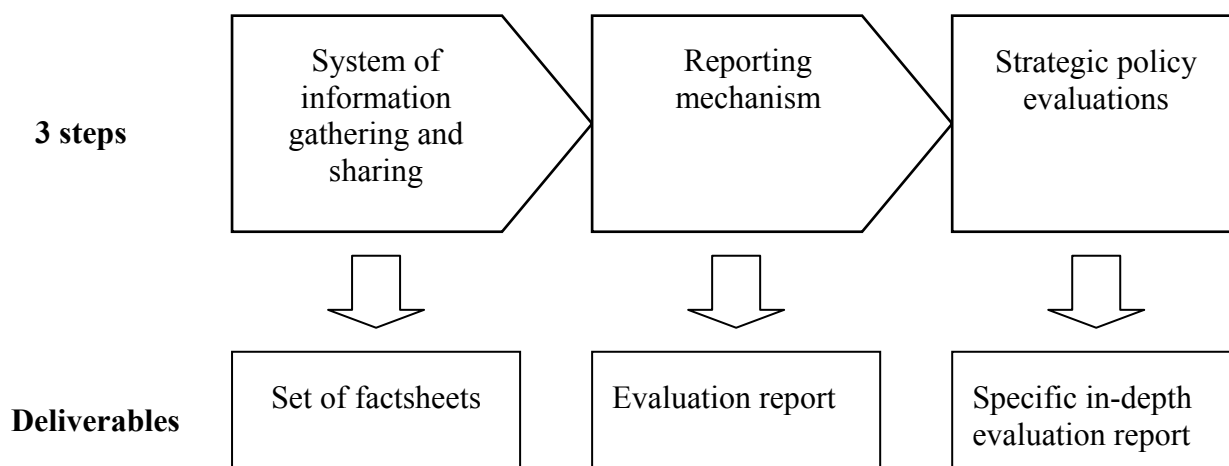 3 steps
System of
information
gathering and
sharing
Reporting
mechanism
Strategic policy
evaluations
Deliverables
Set of factsheets
Evaluation report
Specific in-depth
evaluation report